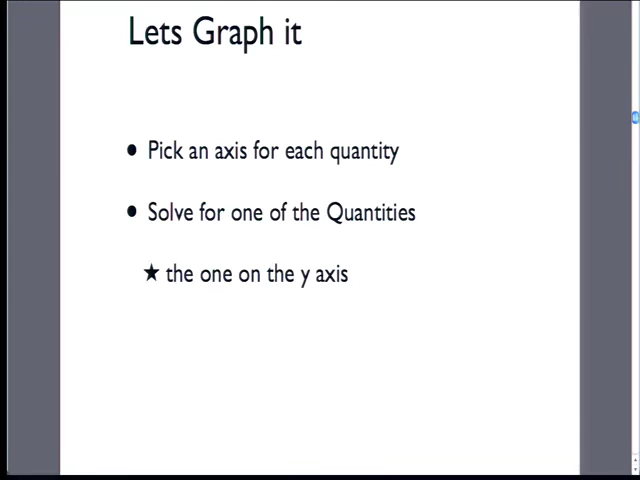 Lets Graph it
• Pick an axis for each quantity
• Solve for one of the Quantities
★ the one on the y axis